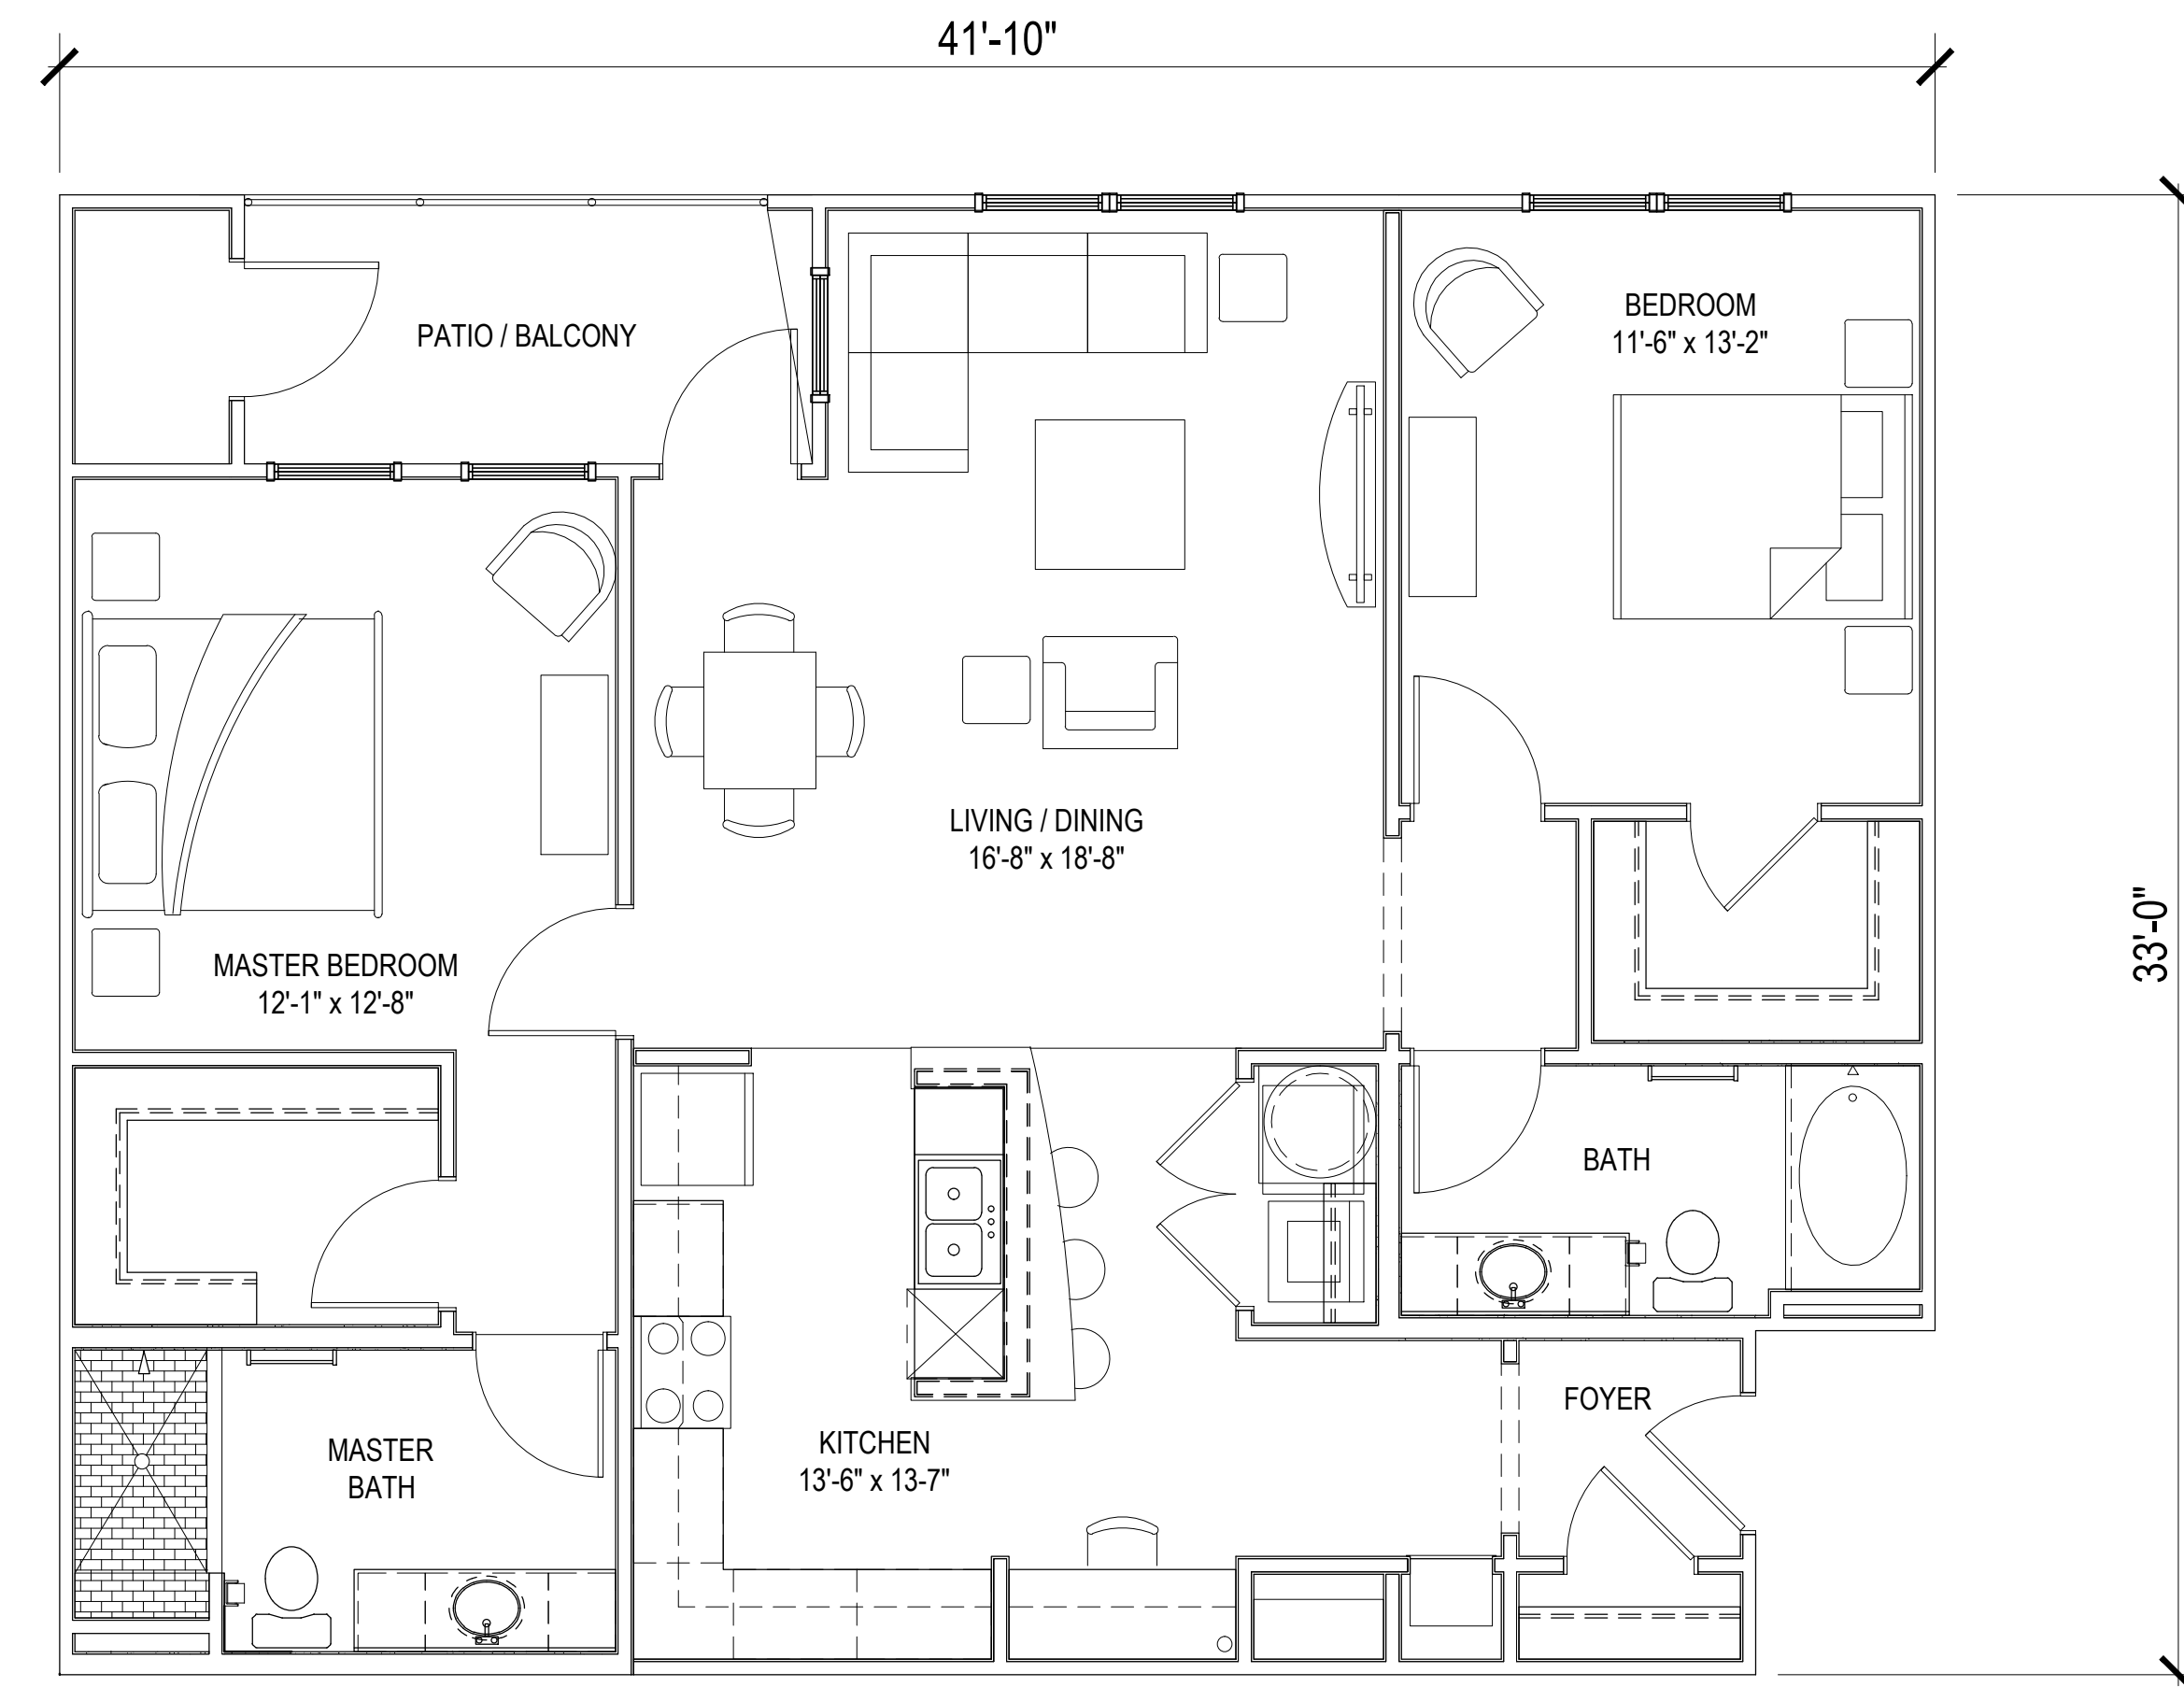 41'-10"
PATIO / BALCONY
BEDROOM
11'-6" x 13'-2"
LIVING / DINING
16'-8" x 18'-8"
33'-0"
MASTER BEDROOM
12'-1" x 12'-8"
BATH
FOYER
KITCHEN
13'-6" x 13-7"
MASTER
BATH